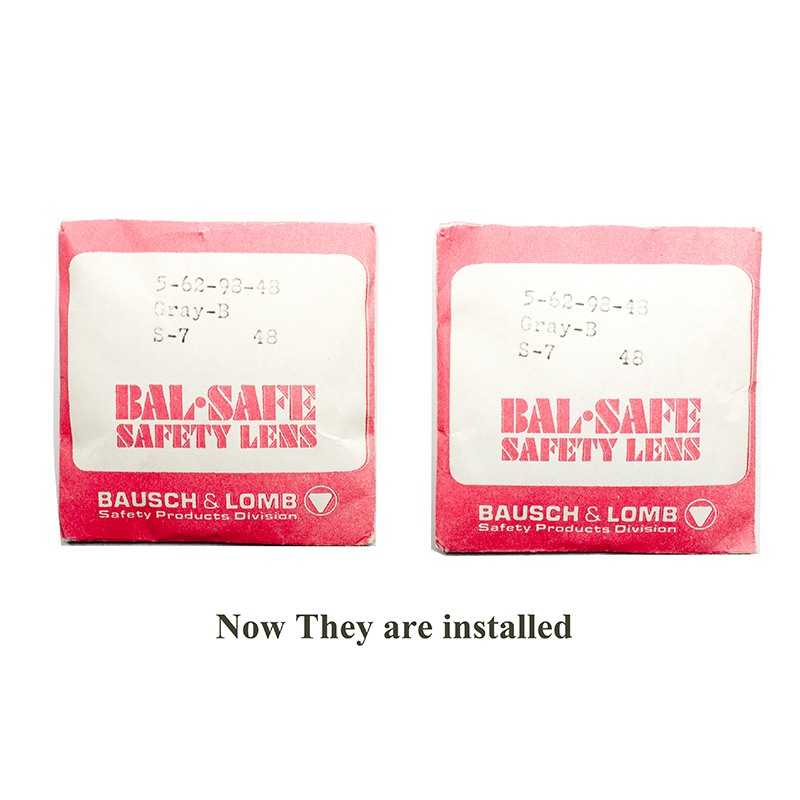 5-62-98-48
Gray-B
S-7 48
BAL•SAFE
SAFETY LENS
BAUSCH & LOMB
Safety Products Division
5-62-98-48
Gray-B
S-7 48
BAL•SAFE
SAFETY LENS
BAUSCH & LOMB
Safety Products Division
Now They are installed